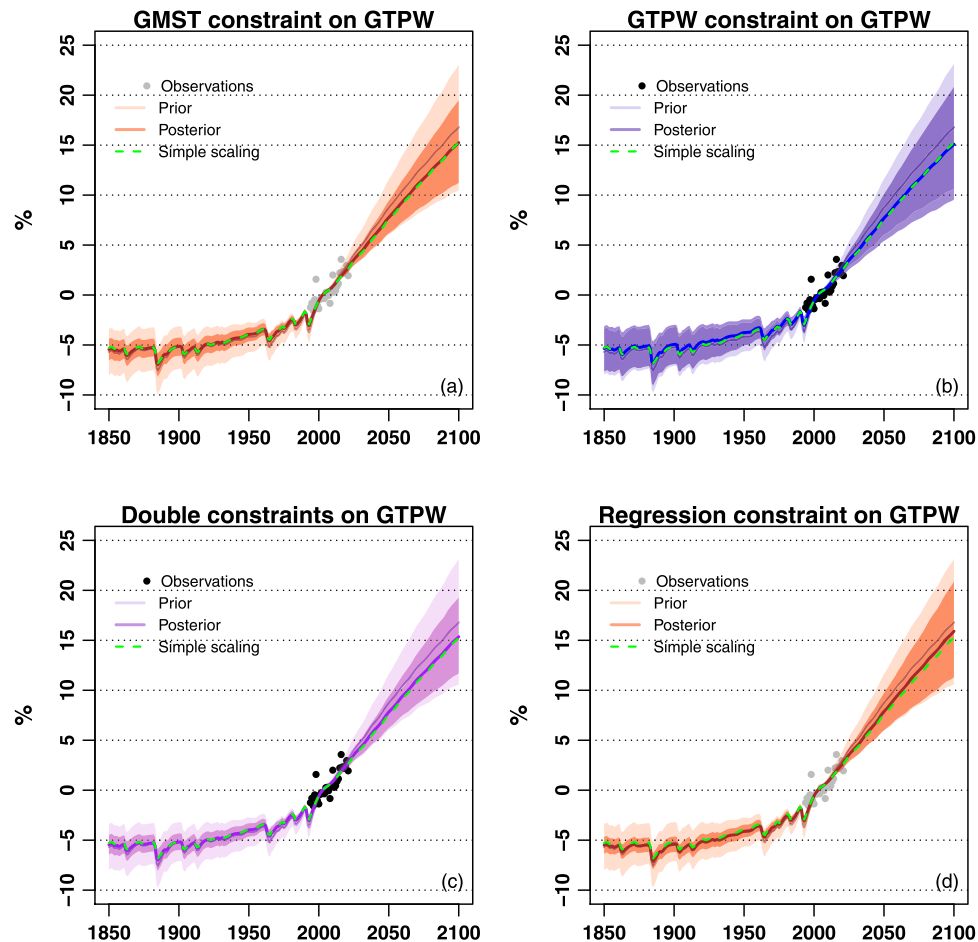 GMST constraint on GTPW
25
20
15
10
5
0
−5
−10
%
Observations
Prior
Posterior
Simple scaling
(a)
1850 1900 1950 2000 2050 2100
GTPW constraint on GTPW
25
20
15
10
5
0
−5
−10
%
Observations
Prior
Posterior
Simple scaling
(b)
1850 1900 1950 2000 2050 2100
Double constraints on GTPW
25
20
15
10
5
0
−5
−10
%
Observations
Prior
Posterior
Simple scaling
(c)
1850 1900 1950 2000 2050 2100
Regression constraint on GTPW
25
20
15
10
5
0
−5
−10
%
Observations
Prior
Posterior
Simple scaling
(d)
1850 1900 1950 2000 2050 2100